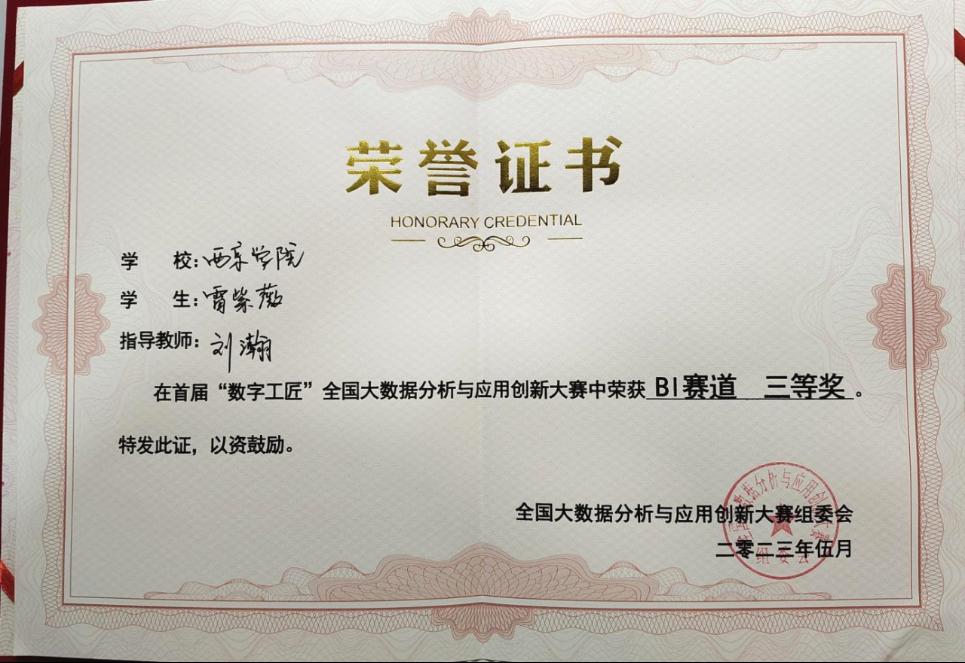 荣誉证书
HONORARY CREDENTIAL
学 校：西京学院
学 生：雷紫薇
指导教师：刘瀚
在首届“数字工匠”全国大数据分析与应用创新大赛中荣获 BI赛道 三等奖 。
特发此证，以资鼓励。
全国大数据分析与应用创新大赛组委会
二零二三年伍月
组委会